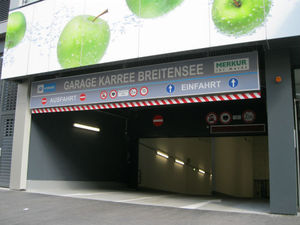 GARAGE KARREE BREITENSEE
MERKUR
AUSFAHRT
EINFAHRT